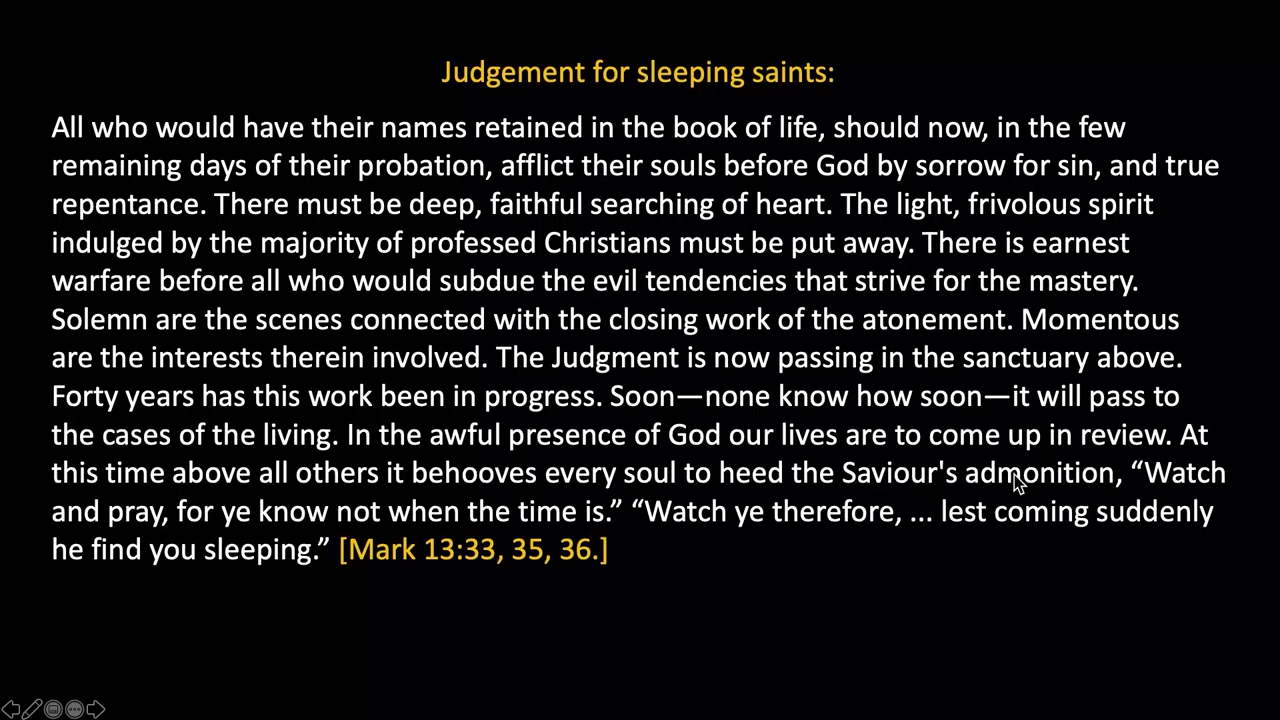 Judgement for sleeping saints:
All who would have their names retained in the book of life, should now, in the few
remaining days of their probation, afflict their souls before God by sorrow for sin, and true
repentance. There must be deep, faithful searching of heart. The light, frivolous spirit
indulged by the majority of professed Christians must be put away. There is earnest
warfare before all who would subdue the evil tendencies that strive for the mastery.
Solemn are the scenes connected with the closing work of the atonement. Momentous
are the interests therein involved. The Judgment is now passing in the sanctuary above.
Forty years has this work been in progress. Soon—none know how soon—it will pass to
the cases of the living. In the awful presence of God our lives are to come up in review. At
this time above all others it behooves every soul to heed the Saviour's admonition, “Watch
and pray, for ye know not when the time is.” “Watch ye therefore, ... lest coming suddenly
he find you sleeping.” [Mark 13:33, 35, 36.]